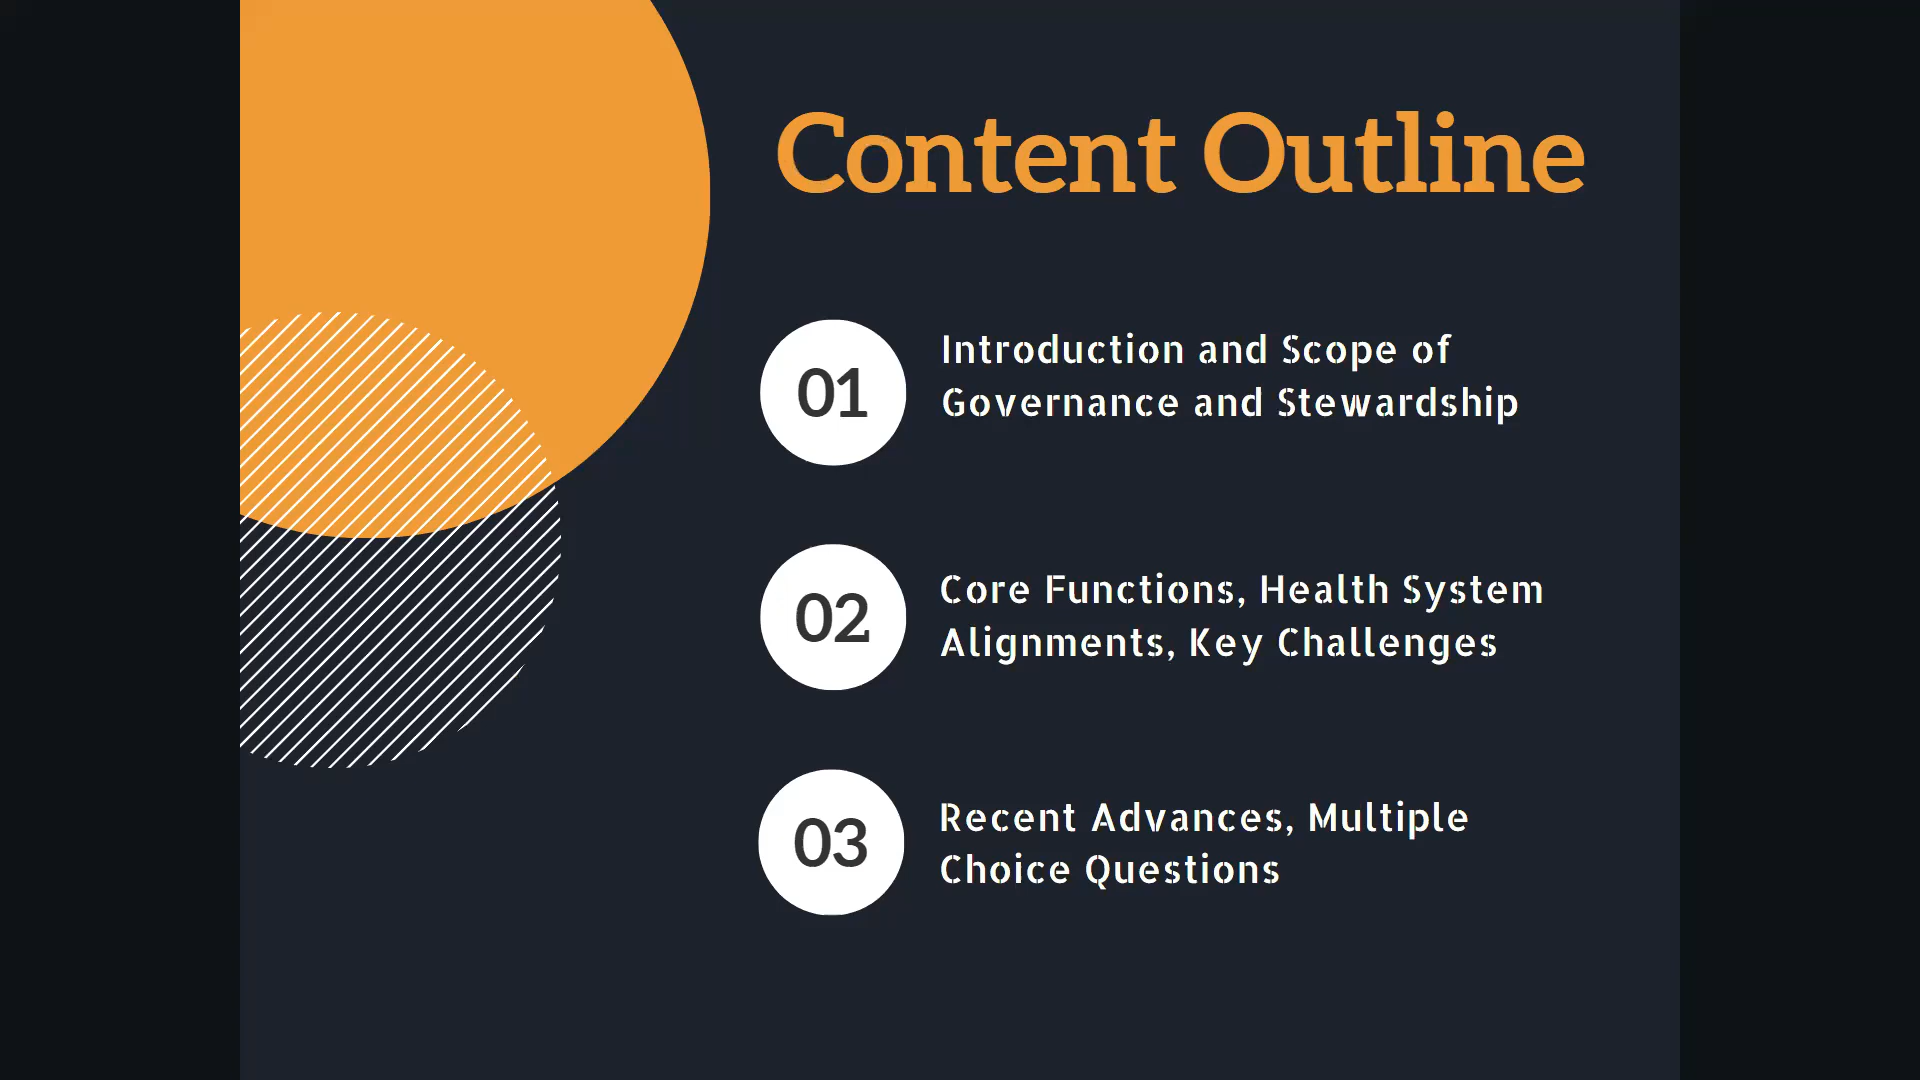 Content Outline
01
Introduction and Scope of
Governance and Stewardship
02
Core Functions, Health System
Alignments, Key Challenges
03
Recent Advances, Multiple
Choice Questions